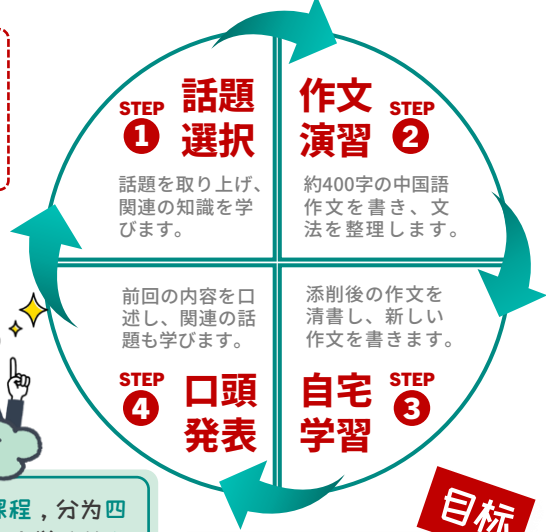 STEP
1
話題
選択
話題を取り上げ、
関連の知識を学
びます。
作文
演習
STEP
2
約400字の中国語
作文を書き、文
法を整理します。
添削後の作文を
清書し、新しい
作文を書きます。
自宅
学習
STEP
3
前回の内容を口
述し、関連の話
題も学びます。
STEP
4
口頭
発表
课程，分为四
目标